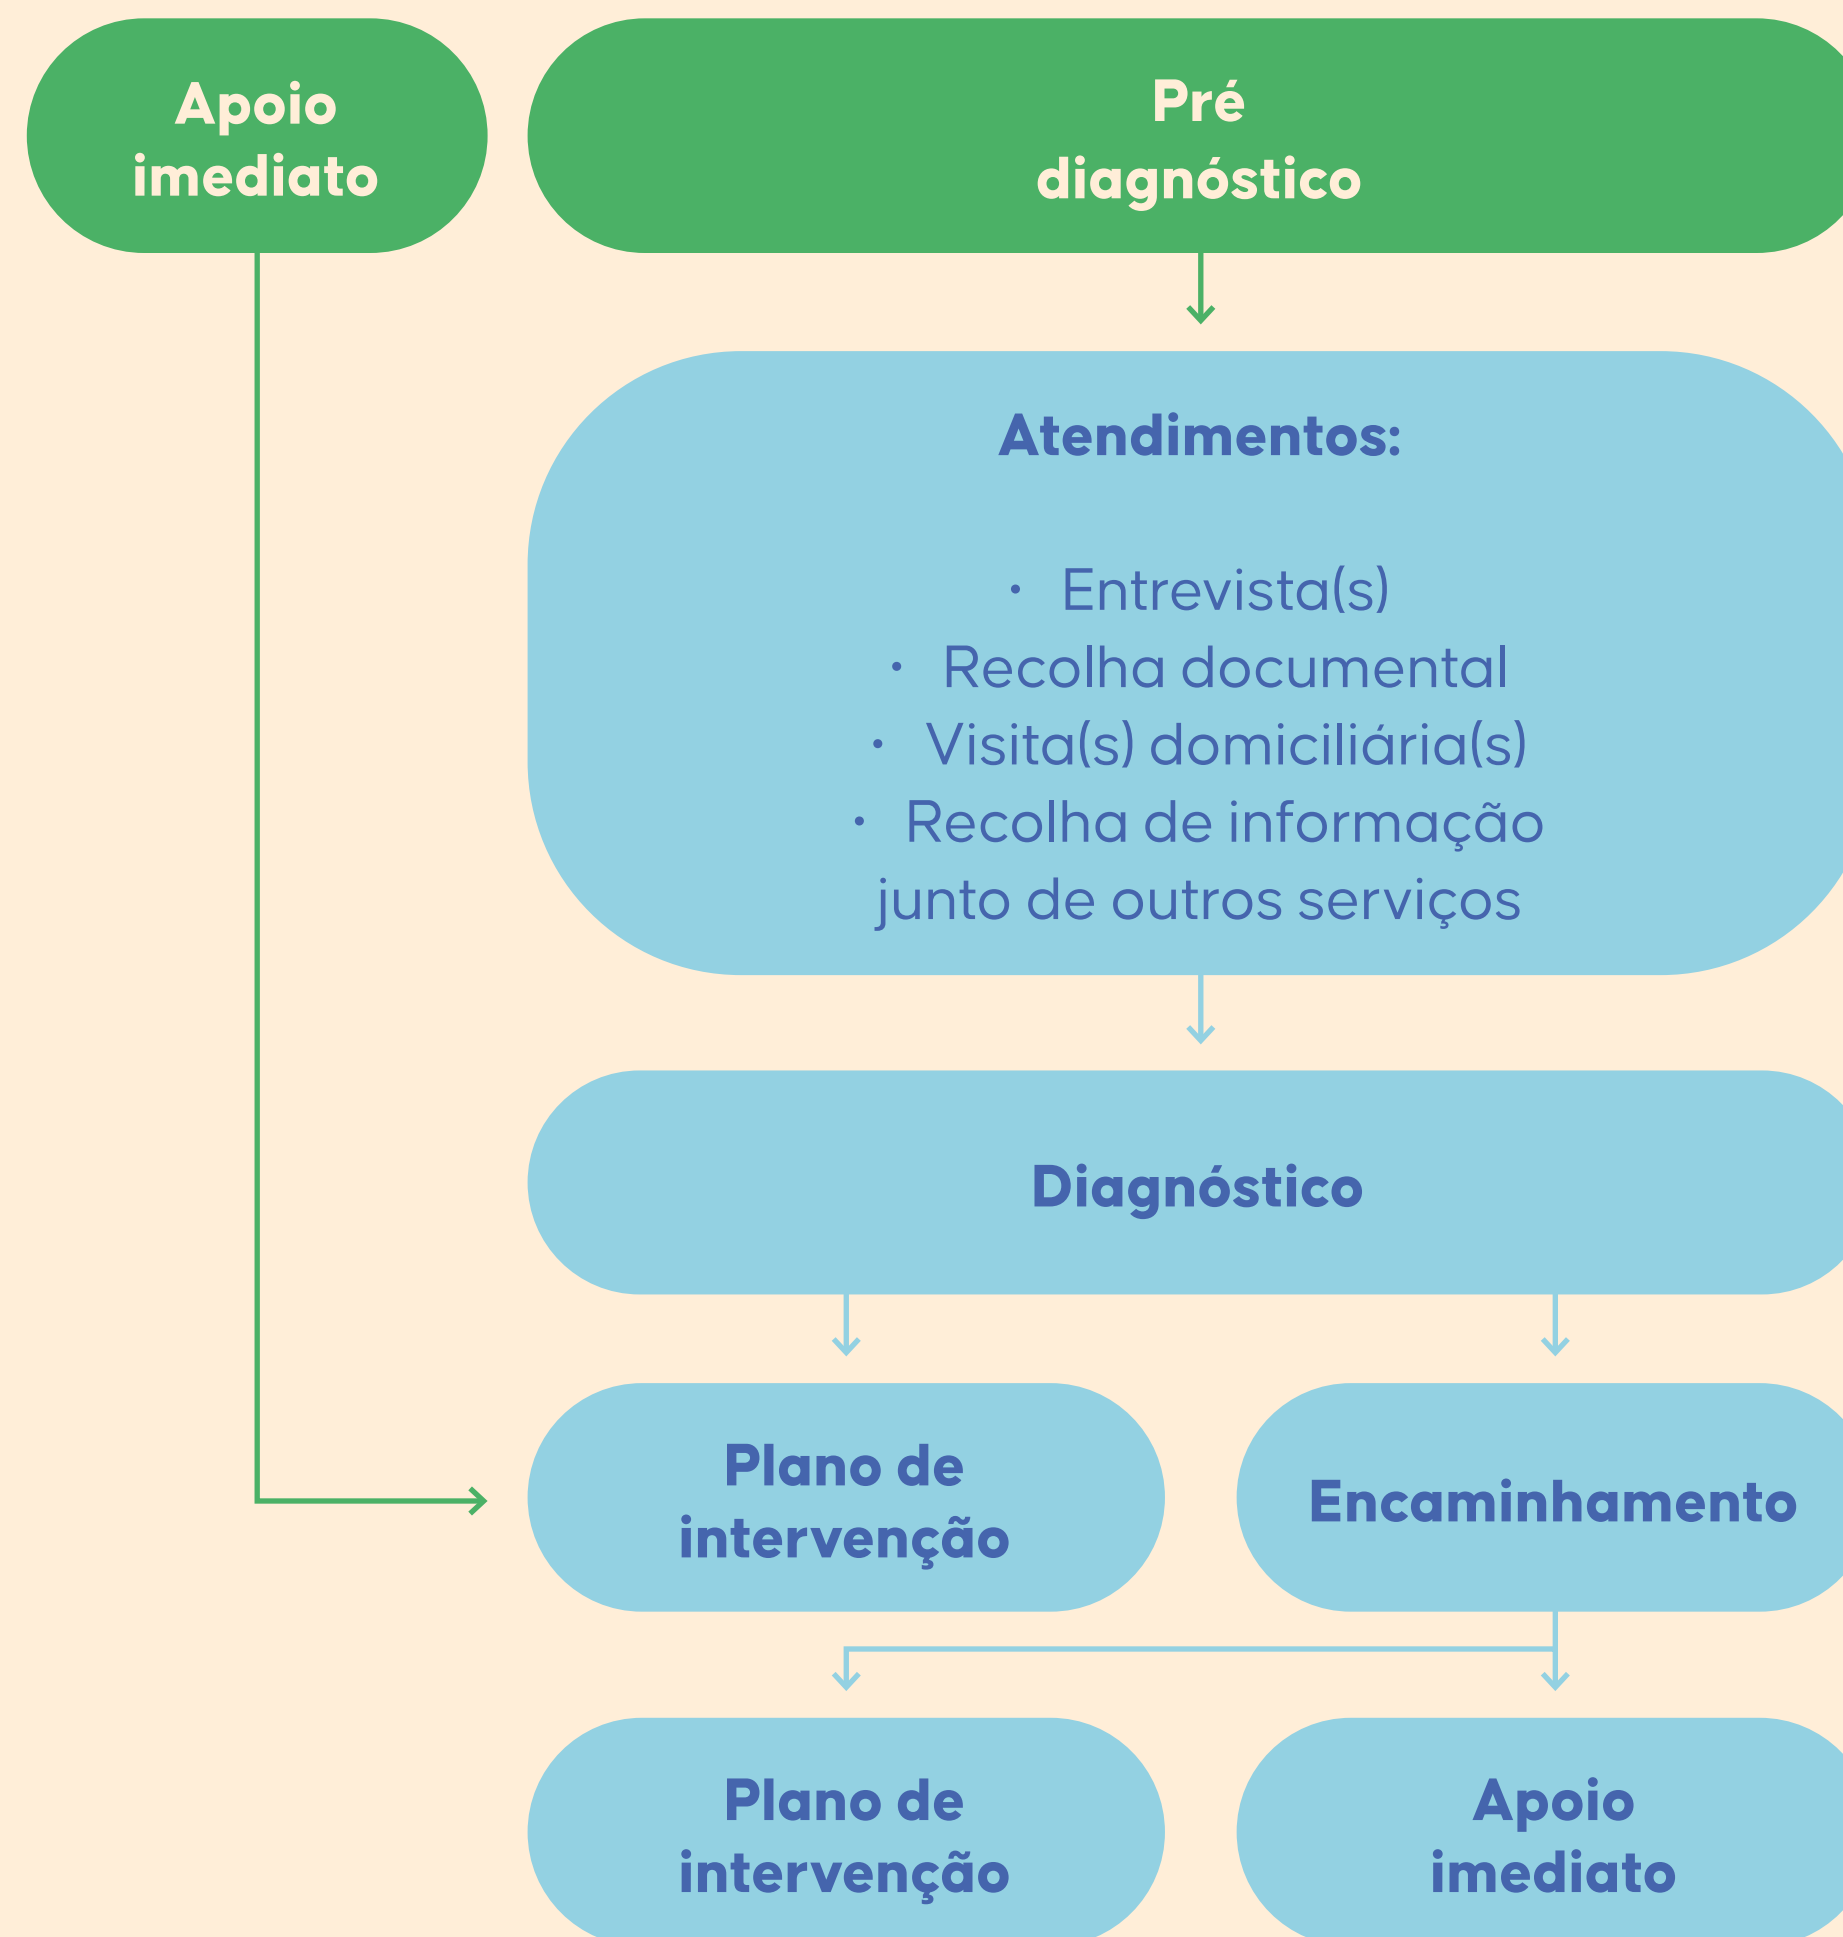 Apoio
imediato
Pré
diagnóstico
Atendimentos:
• Entrevista(s)
• Recolha documental
• Visita(s) domiciliária(s)
• Recolha de informação
junto de outros serviços
Diagnóstico
Plano de
intervenção
Encaminhamento
Plano de
intervenção
Apoio
imediato